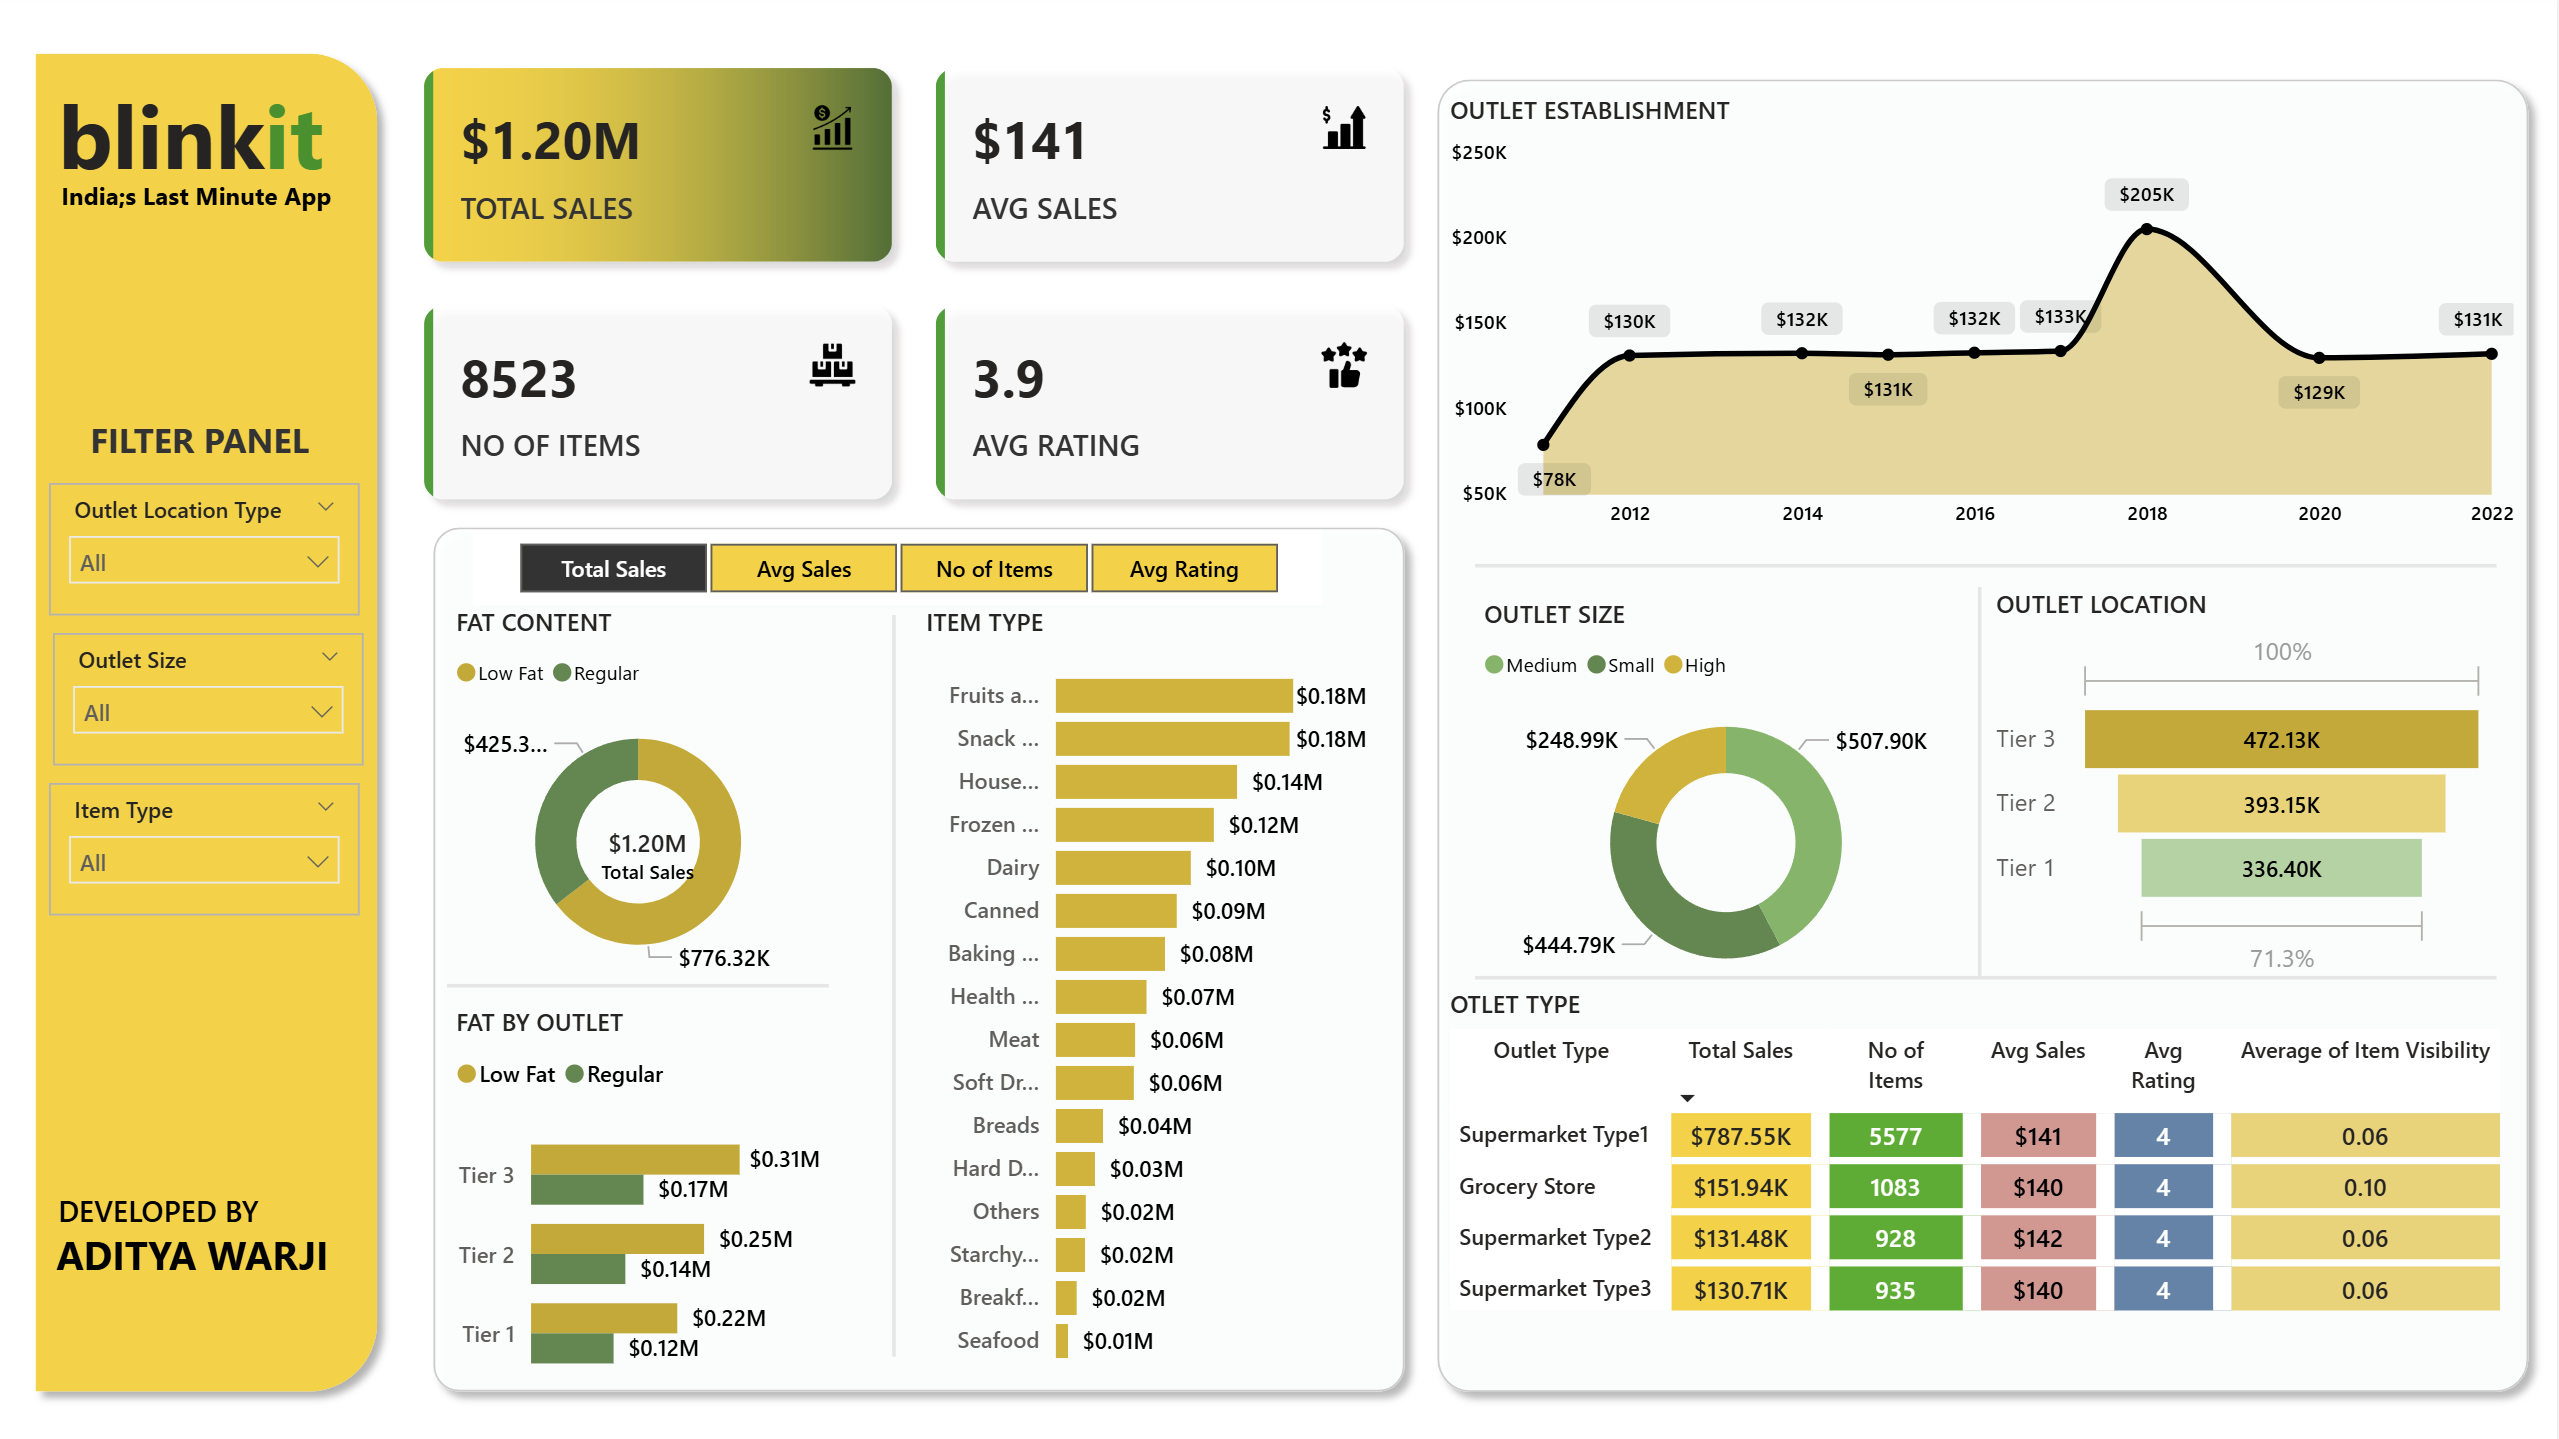 blinkit
India;s Last Minute App
FILTER PANEL
Outlet Location Type
All
Outlet Size
All
Item Type
All
DEVELOPED BY
ADITYA WARJI
$1.20M
TOTAL SALES
$141
AVG SALES
8523
NO OF ITEMS
3.9
AVG RATING
Total Sales Avg Sales No of Items Avg Rating
FAT CONTENT
Low Fat Regular
$425.3...
$1.20M
Total Sales
$776.32K
FAT BY OUTLET
Low Fat Regular
Tier 3 $0.31M
$0.17M
Tier 2 $0.25M
$0.14M
Tier 1 $0.22M
$0.12M
ITEM TYPE
Fruits a... $0.18M
Snack ... $0.18M
House... $0.14M
Frozen ... $0.12M
Dairy $0.10M
Canned $0.09M
Baking ... $0.08M
Health ... $0.07M
Meat $0.06M
Soft Dr... $0.06M
Breads $0.04M
Hard D... $0.03M
Others $0.02M
Starchy... $0.02M
Breakf... $0.02M
Seafood $0.01M
OUTLET ESTABLISHMENT
$250K
$200K
$150K
$100K
$50K
$78K
$130K
$132K
$131K
$132K
$133K
$205K
$129K
$131K
2012 2014 2016 2018 2020 2022
OUTLET SIZE
Medium Small High
$248.99K
$507.90K
$444.79K
OUTLET LOCATION
100%
Tier 3 472.13K
Tier 2 393.15K
Tier 1 336.40K
71.3%
OTLET TYPE
Outlet Type Total Sales No of Items Avg Sales Avg Rating Average of Item Visibility
Supermarket Type1 $787.55K 5577 $141 4 0.06
Grocery Store $151.94K 1083 $140 4 0.10
Supermarket Type2 $131.48K 928 $142 4 0.06
Supermarket Type3 $130.71K 935 $140 4 0.06